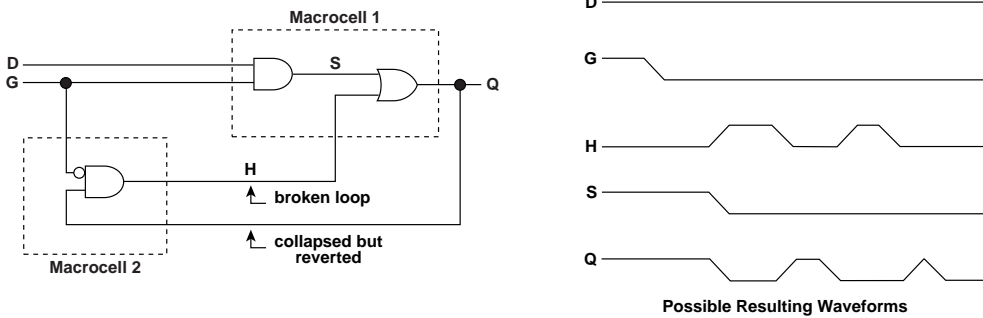 Macrocell 1
D
G
S
Q
H
broken loop
collapsed but
reverted
Macrocell 2
D
G
H
S
Q
Possible Resulting Waveforms